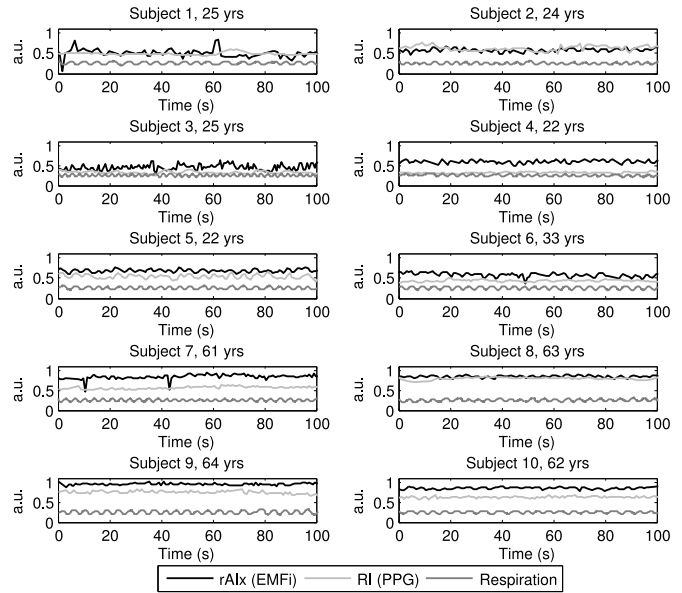 Subject 1, 25 yrs
a.u.
1
0.5
0
0 20 40 60 80 100
Time (s)
Subject 2, 24 yrs
a.u.
1
0.5
0
0 20 40 60 80 100
Time (s)
Subject 3, 25 yrs
a.u.
1
0.5
0
0 20 40 60 80 100
Time (s)
Subject 4, 22 yrs
a.u.
1
0.5
0
0 20 40 60 80 100
Time (s)
Subject 5, 22 yrs
a.u.
1
0.5
0
0 20 40 60 80 100
Time (s)
Subject 6, 33 yrs
a.u.
1
0.5
0
0 20 40 60 80 100
Time (s)
Subject 7, 61 yrs
a.u.
1
0.5
0
0 20 40 60 80 100
Time (s)
Subject 8, 63 yrs
a.u.
1
0.5
0
0 20 40 60 80 100
Time (s)
Subject 9, 64 yrs
a.u.
1
0.5
0
0 20 40 60 80 100
Time (s)
Subject 10, 62 yrs
a.u.
1
0.5
0
0 20 40 60 80 100
Time (s)
rAIx (EMFi) RI (PPG) Respiration